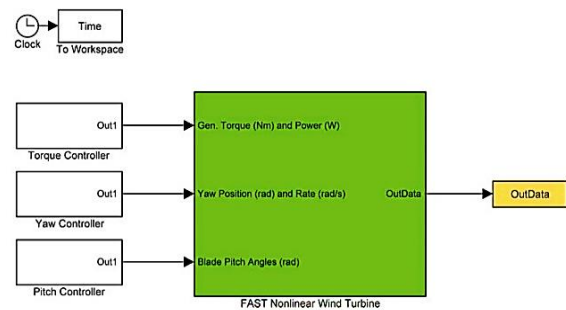 Time
Clock
To Workspace
Out1
Gen. Torque (Nm) and Power (W)
Torque Controller
Out1
Yaw Position (rad) and Rate (rad/s)
OutData
OutData
Yaw Controller
Out1
Blade Pitch Angles (rad)
Pitch Controller
FAST Nonlinear Wind Turbine